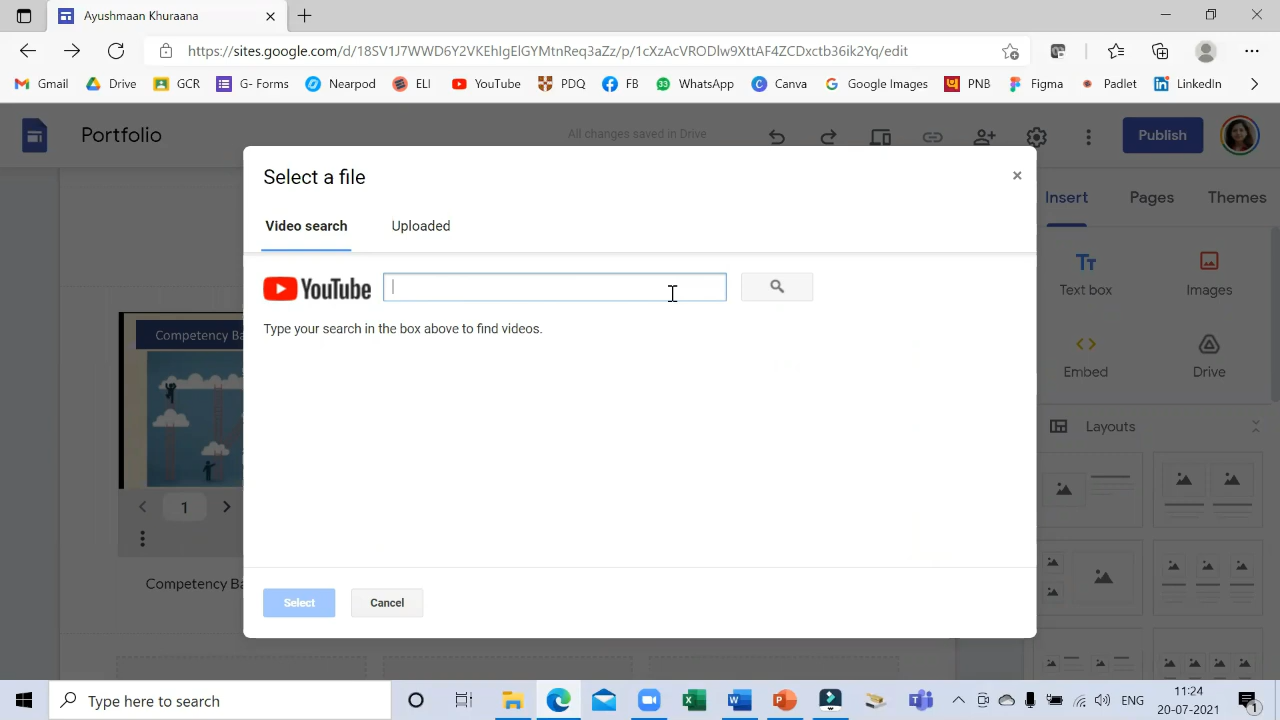 Ayushmaan Khuraana
https://sites.google.com/d/18SV1J7WWD6Y2VKEhIgElGYMtnReq3aZz/p/1cXzAcVRODlw9XttAF4ZCDxctb36ik2Yq/edit
Gmail Drive GCR G-Forms Nearpod ELI YouTube PDQ FB 33 WhatsApp Canva Google Images PNB Figma Padlet LinkedIn
Portfolio
All changes saved in Drive
Publish
Select a file
Insert Pages Themes
Video search Uploaded
YouTube
Type your search in the box above to find videos.
Tт Text box
Images
Competency Ba
Embed
Drive
Layouts
1
Competency Ba
Select
Cancel
Type here to search
ENG
11:24
20-07-2021
1